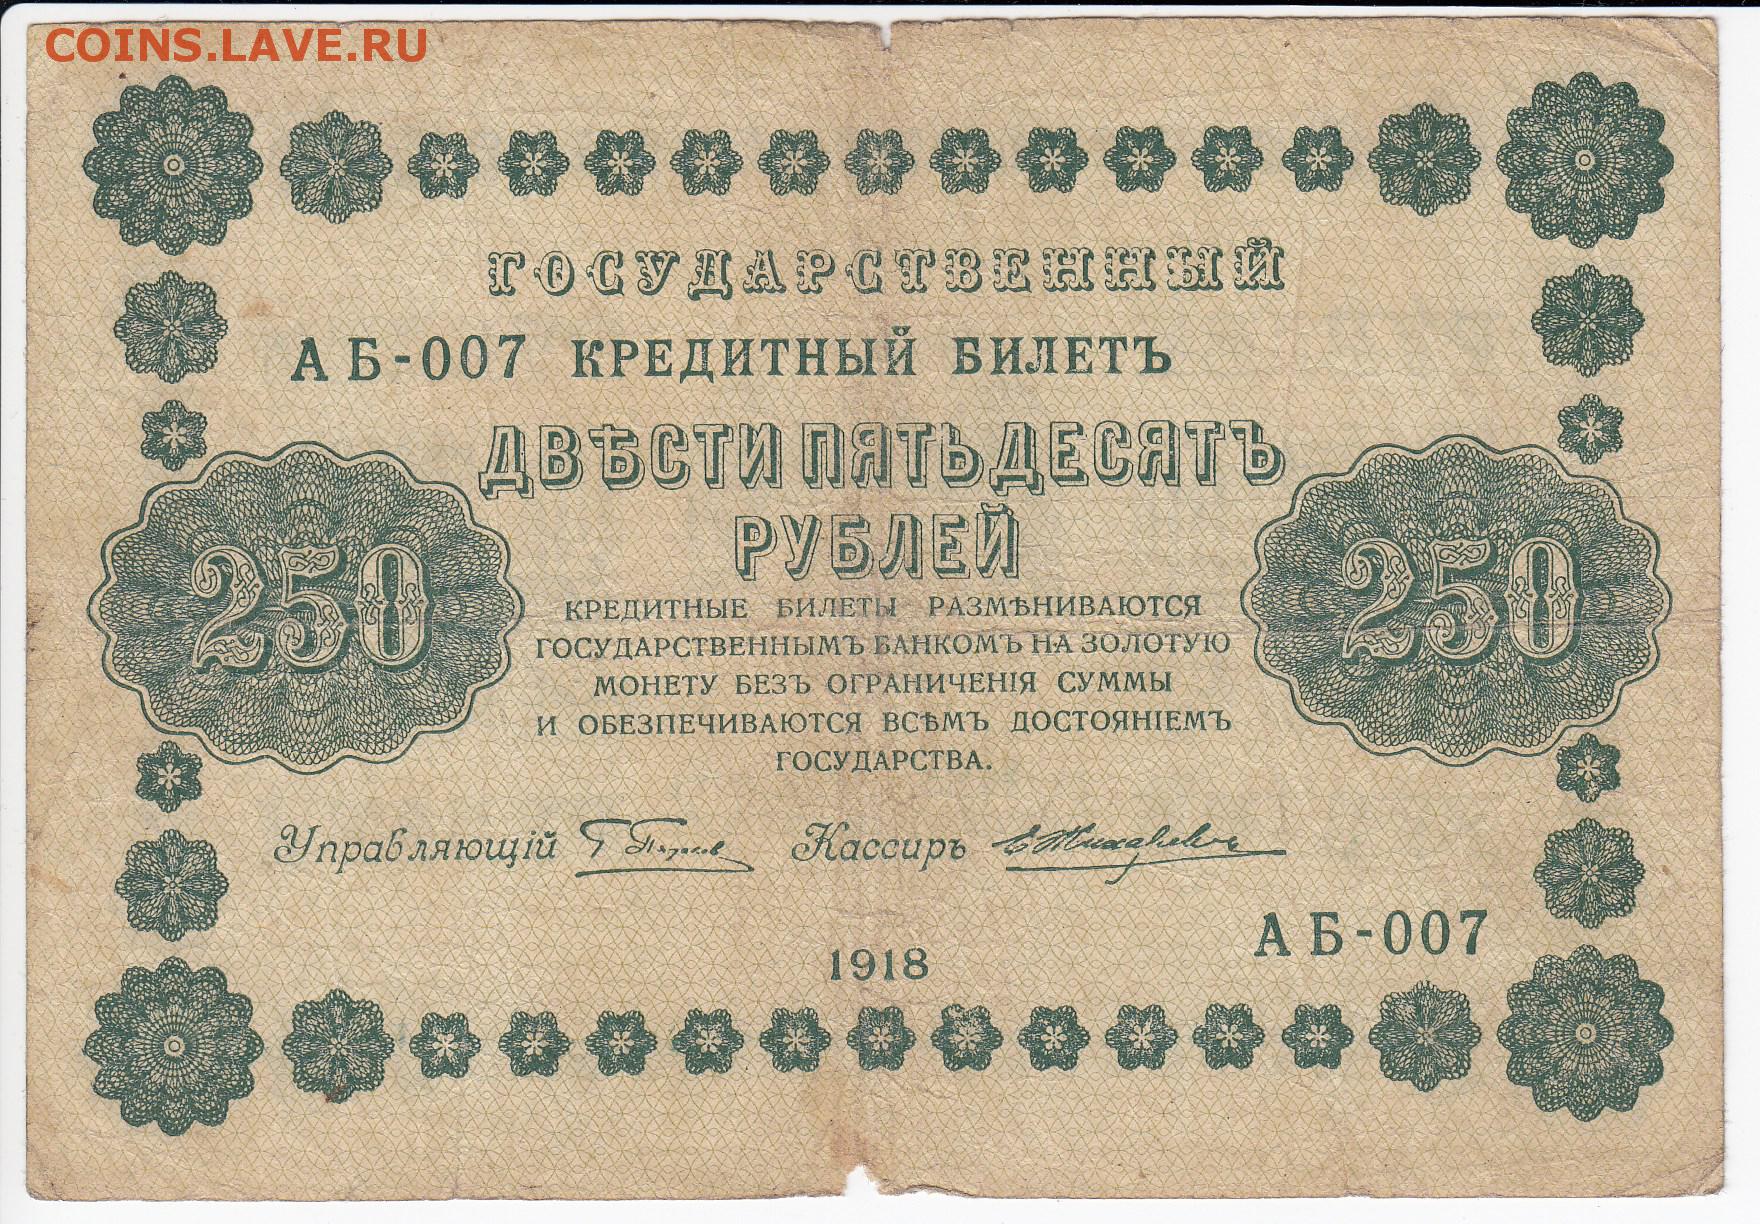 COINS.LAVE.RU
ГОСУДАРСТВЕННЫЙ
АБ-007 КРЕДИТНЫЙ БИЛЕТЪ
ДВѢСТИ ПЯТЬДЕСЯТЪ
РУБЛЕЙ
250
250
КРЕДИТНЫЕ БИЛЕТЫ РАЗМѢНИВАЮТСЯ
ГОСУДАРСТВЕННЫМЪ БАНКОМЪ НА ЗОЛОТУЮ
МОНЕТУ БЕЗЪ ОГРАНИЧЕНІЯ СУММЫ
И ОБЕЗПЕЧИВАЮТСЯ ВСѢМЪ ДОСТОЯНІЕМЪ
ГОСУДАРСТВА.
Управляющій Кассиръ
АБ-007
1918